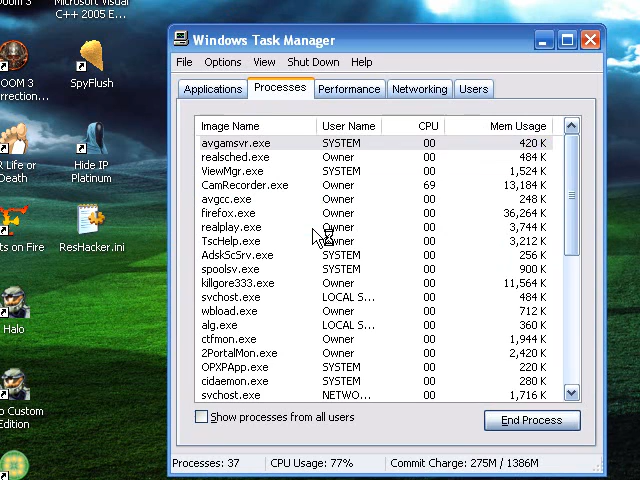 Doom 3
Microsoft Visual
C++ 2005 E...
OOM 3
rrection...
SpyFlush
R Life or
Death
Hide IP
Platinum
ts on Fire
ResHacker.ini
Halo
o Custom
Edition
Windows Task Manager
File Options View Shut Down Help
Applications Processes Performance Networking Users
Image Name User Name CPU Mem Usage
avgamsvr.exe SYSTEM 00 420 K
realsched.exe Owner 00 484 K
ViewMgr.exe SYSTEM 00 1,524 K
CamRecorder.exe Owner 69 13,184 K
avgcc.exe Owner 00 248 K
firefox.exe Owner 00 36,264 K
realplay.exe Owner 00 3,744 K
TscHelp.exe Owner 00 3,212 K
AdskScSrv.exe SYSTEM 00 256 K
spoolsv.exe SYSTEM 00 900 K
killgore333.exe Owner 00 11,564 K
svchost.exe LOCAL S... 00 484 K
wbload.exe Owner 00 712 K
alg.exe LOCAL S... 00 360 K
ctfmon.exe Owner 00 1,944 K
2PortalMon.exe Owner 00 2,420 K
OPXPApp.exe SYSTEM 00 220 K
cidaemon.exe SYSTEM 00 280 K
svchost.exe NETWO... 00 1,716 K
Show processes from all users
End Process
Processes: 37 CPU Usage: 77% Commit Charge: 275M / 1386M